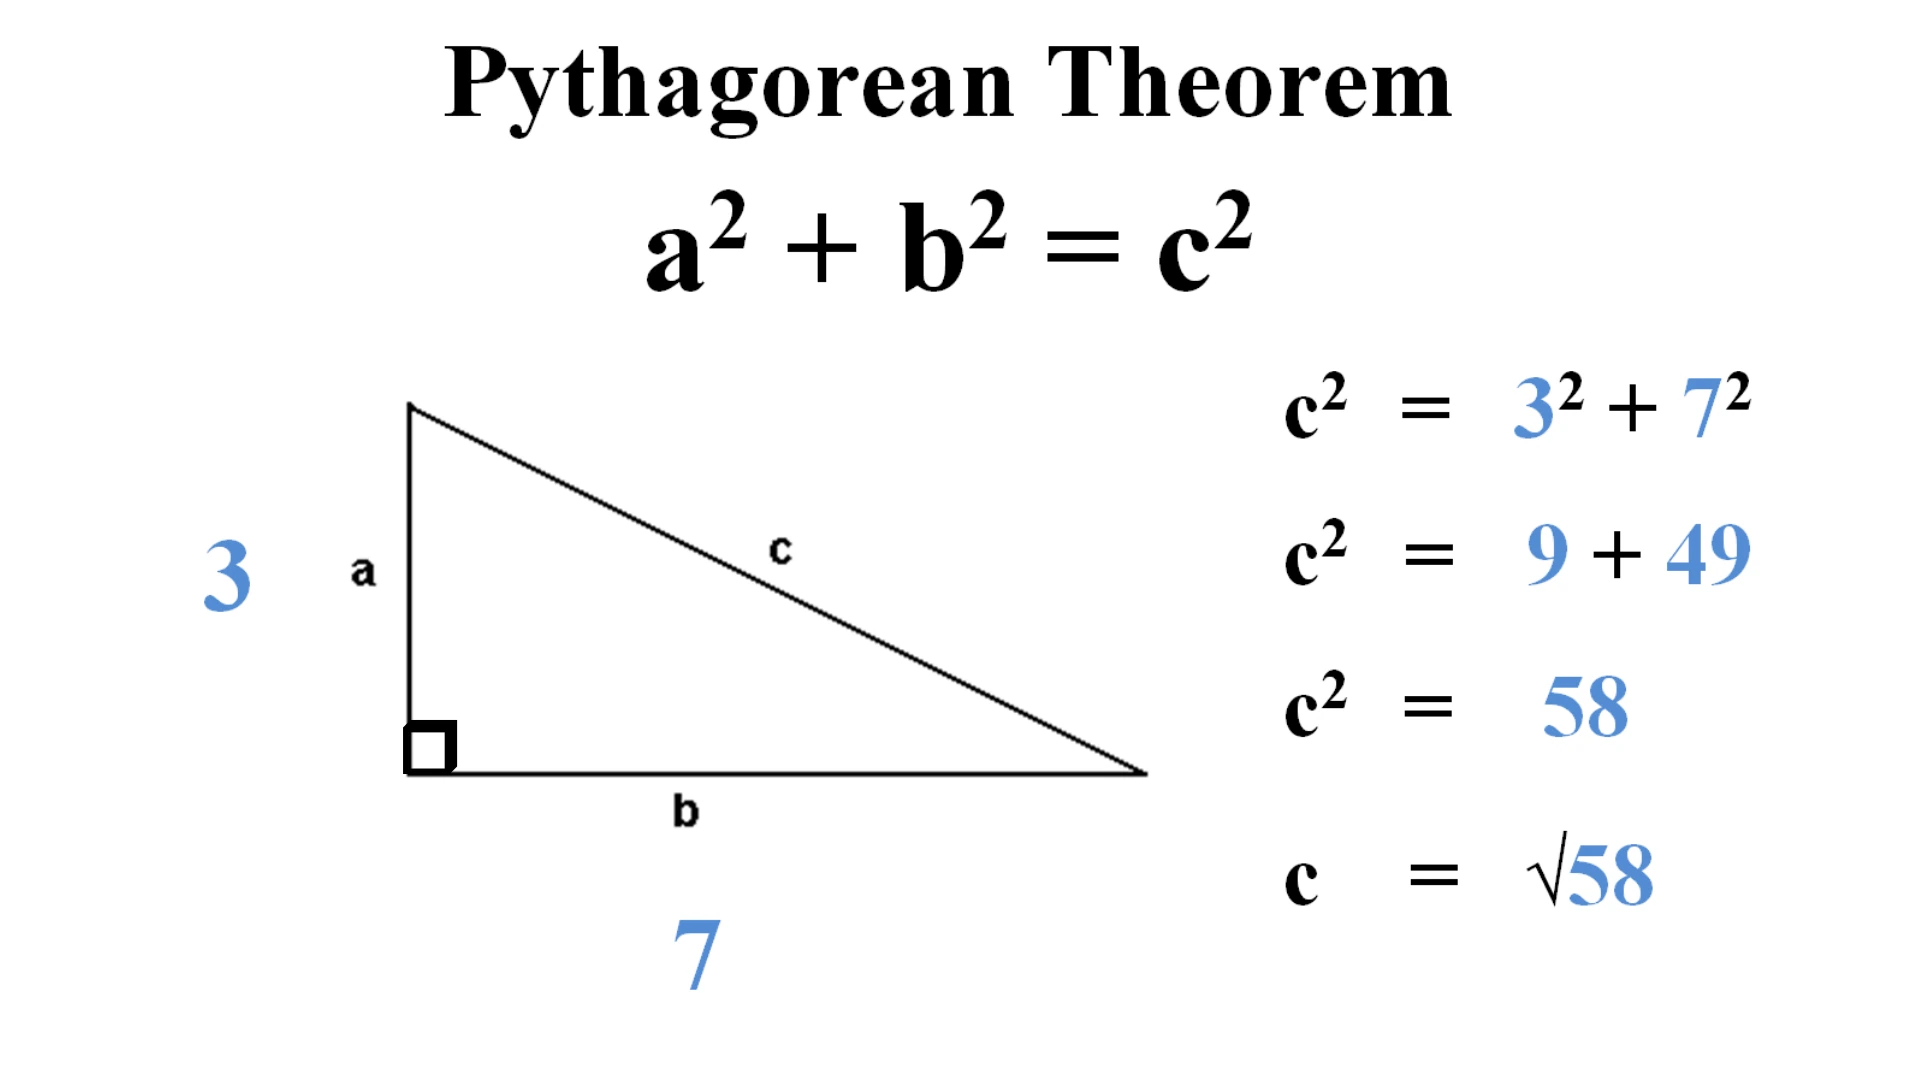 Pythagorean Theorem
a² + b² = c²
c² = 3² + 7²
3
a
c
c² = 9 + 49
c² = 58
b
c = √58
7